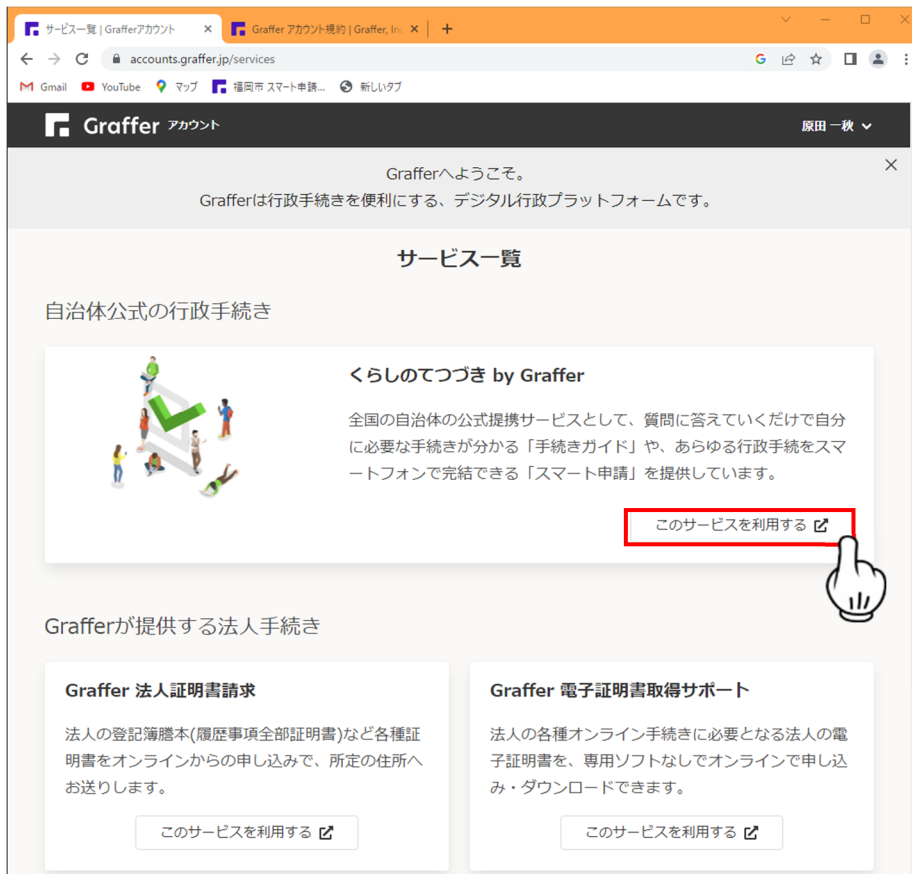 サービス一覧 | Grafferアカウント
Graffer アカウント規約 | Graffer, Inc
accounts.graffer.jp/services
Gmail YouTube マップ 福岡市 スマート申請... 新しいタブ
Graffer アカウント
原田 一秋
Grafferへようこそ。
Grafferは行政手続きを便利にする、デジタル行政プラットフォームです。
サービス一覧
自治体公式の行政手続き
くらしのてつづき by Graffer
全国の自治体の公式提携サービスとして、質問に答えていくだけで自分
に必要な手続きが分かる「手続きガイド」や、あらゆる行政手続をスマ
ートフォンで完結できる「スマート申請」を提供しています。
このサービスを利用する
Grafferが提供する法人手続き
Graffer 法人証明書請求
法人の登記簿謄本(履歴事項全部証明書)など各種証
明書をオンラインからの申し込みで、所定の住所へ
お送りします。
このサービスを利用する
Graffer 電子証明書取得サポート
法人の各種オンライン手続きに必要となる法人の電
子証明書を、専用ソフトなしでオンラインで申し込
み・ダウンロードできます。
このサービスを利用する